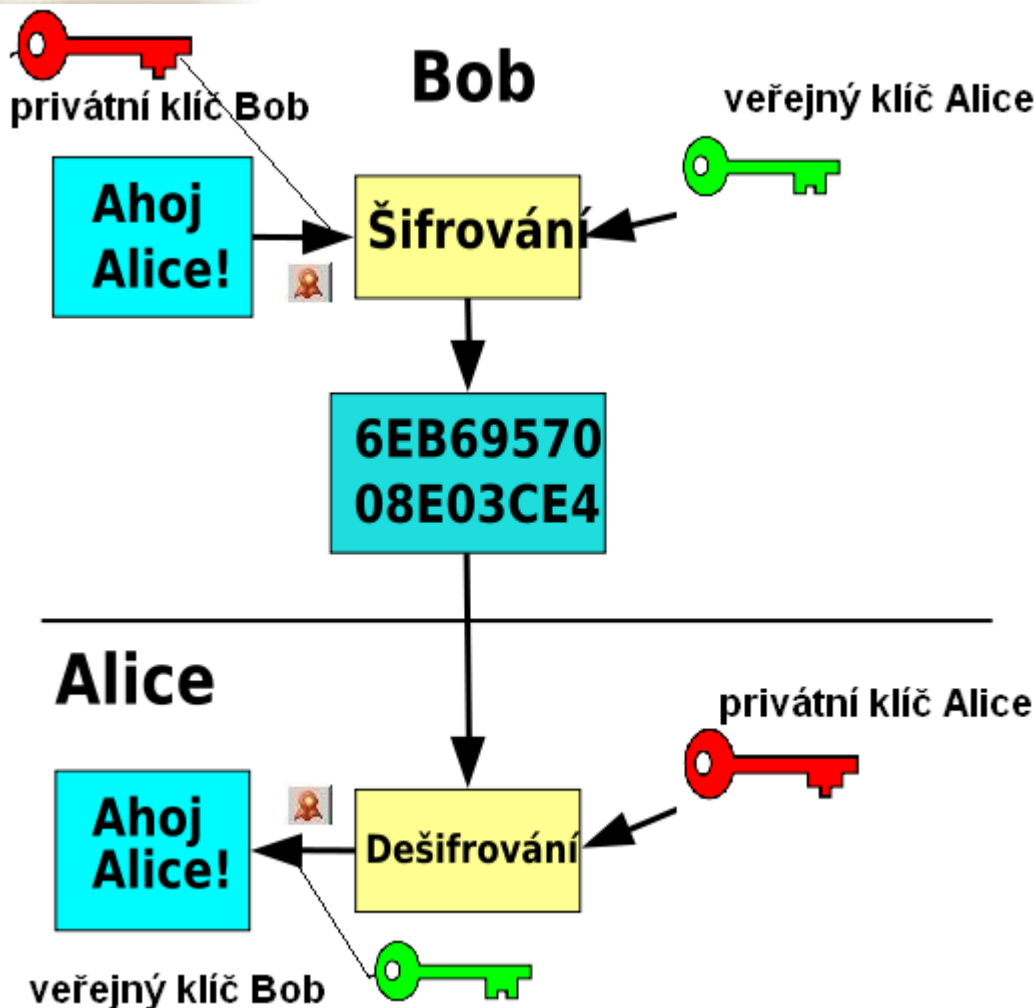 Bob
privátní klíč Bob
veřejný klíč Alice
Ahoj
Alice!
Šifrování
6EB69570
08E03CE4
Alice
privátní klíč Alice
Ahoj
Alice!
Dešifrování
veřejný klíč Bob